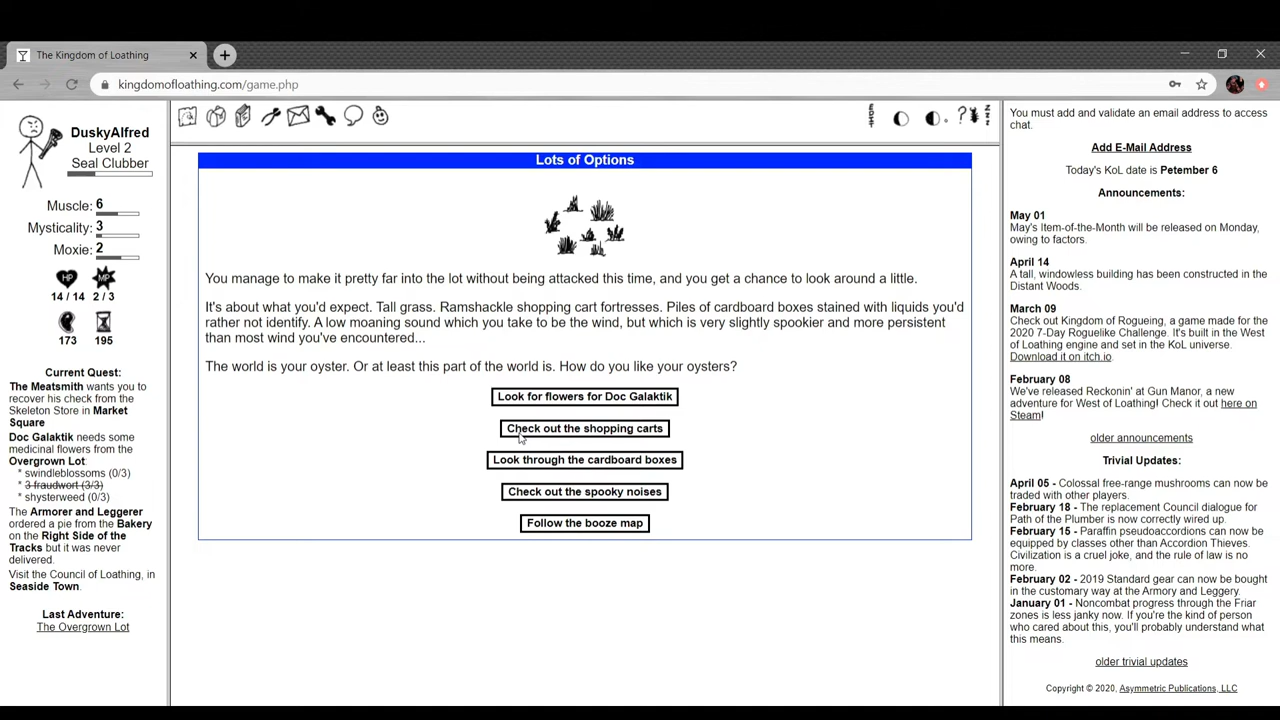 The Kingdom of Loathing
kingdomofloathing.com/game.php
DuskyAlfred
Level 2
Seal Clubber
Muscle: 6
Mysticality: 3
Moxie: 2
HP MP
14 / 14 2 / 3
173 195
Current Quest:
The Meatsmith wants you to
recover his check from the
Skeleton Store in Market
Square
Doc Galaktik needs some
medicinal flowers from the
Overgrown Lot:
* swindleblossoms (0/3)
* 3 fraudwort (3/3)
* shysterweed (0/3)
The Armorer and Leggerer
ordered a pie from the Bakery
on the Right Side of the
Tracks but it was never
delivered.
Visit the Council of Loathing, in
Seaside Town.
Last Adventure:
The Overgrown Lot
EDIT
? Z z z
Lots of Options
You manage to make it pretty far into the lot without being attacked this time, and you get a chance to look around a little.
It's about what you'd expect. Tall grass. Ramshackle shopping cart fortresses. Piles of cardboard boxes stained with liquids you'd
rather not identify. A low moaning sound which you take to be the wind, but which is very slightly spookier and more persistent
than most wind you've encountered...
The world is your oyster. Or at least this part of the world is. How do you like your oysters?
Look for flowers for Doc Galaktik
Check out the shopping carts
Look through the cardboard boxes
Check out the spooky noises
Follow the booze map
You must add and validate an email address to access
chat.
Add E-Mail Address
Today's KoL date is Petember 6
Announcements:
May 01
May's Item-of-the-Month will be released on Monday,
owing to factors.
April 14
A tall, windowless building has been constructed in the
Distant Woods.
March 09
Check out Kingdom of Rogueing, a game made for the
2020 7-Day Roguelike Challenge. It's built in the West
of Loathing engine and set in the KoL universe.
Download it on itch.io.
February 08
We've released Reckonin' at Gun Manor, a new
adventure for West of Loathing! Check it out here on
Steam!
older announcements
Trivial Updates:
April 05 - Colossal free-range mushrooms can now be
traded with other players.
February 18 - The replacement Council dialogue for
Path of the Plumber is now correctly wired up.
February 15 - Paraffin pseudoaccordions can now be
equipped by classes other than Accordion Thieves.
Civilization is a cruel joke, and the rule of law is no
more.
February 02 - 2019 Standard gear can now be bought
in the customary way at the Armory and Leggery.
January 01 - Noncombat progress through the Friar
zones is less janky now. If you're the kind of person
who cared about this, you'll probably understand what
this means.
older trivial updates
Copyright © 2020, Asymmetric Publications, LLC